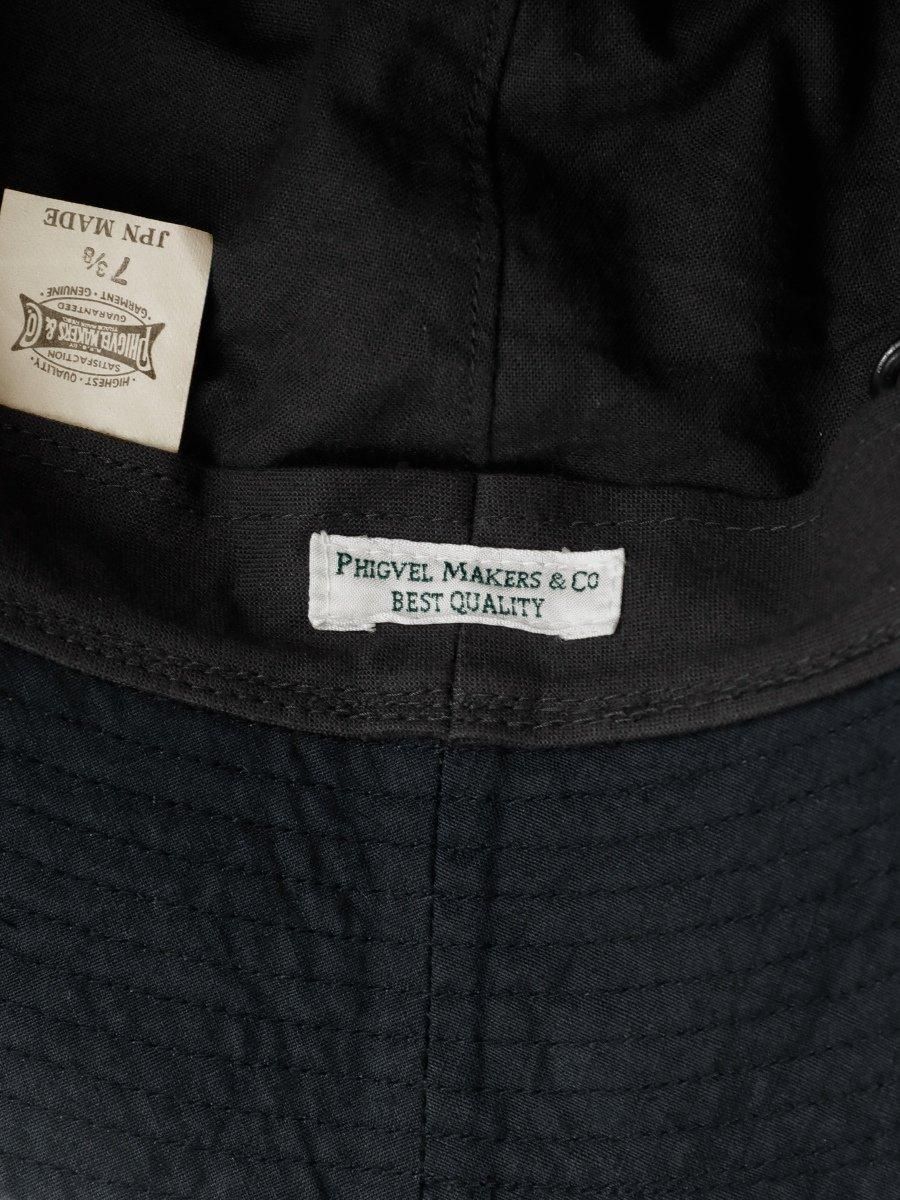 PHIGVEL MAKERS & CO
BEST QUALITY
·HIGHEST·QUALITY·
SATISFACTION
PHIGVEL MAKERS & CO
GUARANTEED
·GARMENT·GENUINE·
7 3/8
JPN MADE